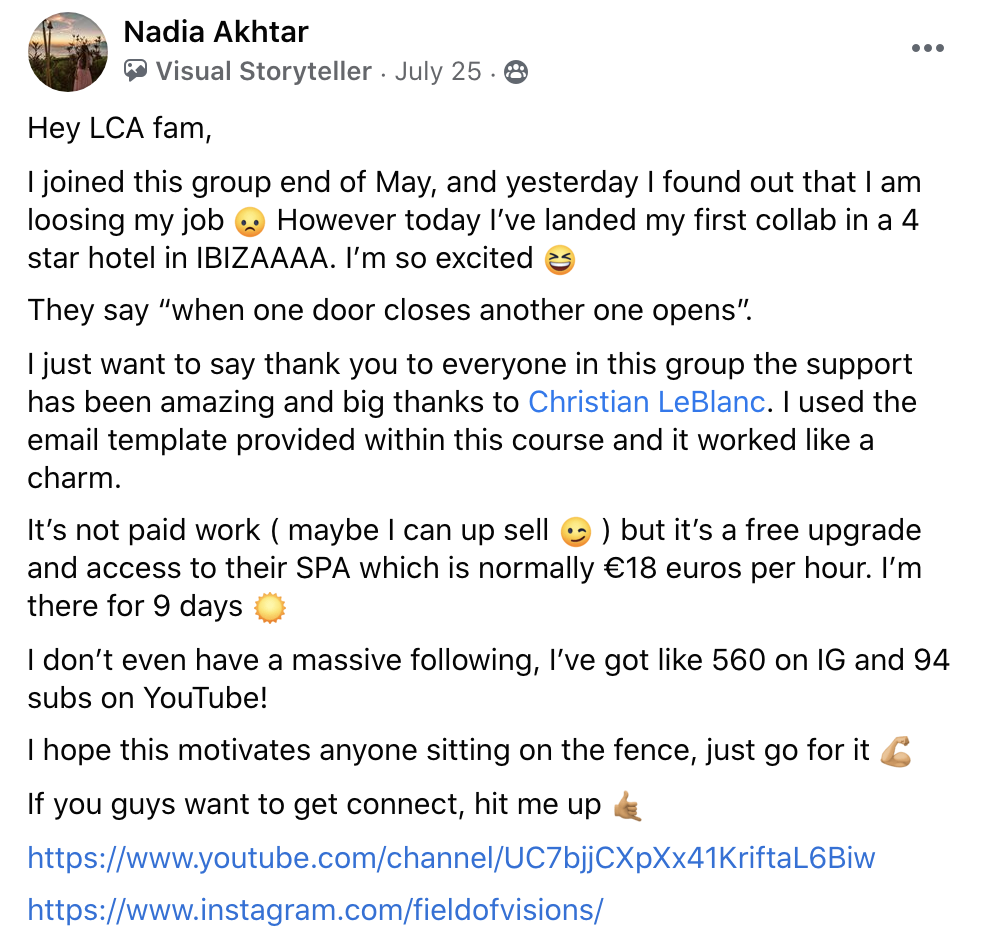 Nadia Akhtar
Visual Storyteller · July 25 ·
Hey LCA fam,
I joined this group end of May, and yesterday I found out that I am
loosing my job 😞 However today I've landed my first collab in a 4
star hotel in IBIZAAAA. I'm so excited 😆
They say “when one door closes another one opens”.
I just want to say thank you to everyone in this group the support
has been amazing and big thanks to Christian LeBlanc. I used the
email template provided within this course and it worked like a
charm.
It's not paid work ( maybe I can up sell 😉 ) but it's a free upgrade
and access to their SPA which is normally €18 euros per hour. I'm
there for 9 days ☀️
I don't even have a massive following, I've got like 560 on IG and 94
subs on YouTube!
I hope this motivates anyone sitting on the fence, just go for it 💪🏽
If you guys want to get connect, hit me up 🤙🏽
https://www.youtube.com/channel/UC7bjjCXpXx41KriftaL6Biw
https://www.instagram.com/fieldofvisions/